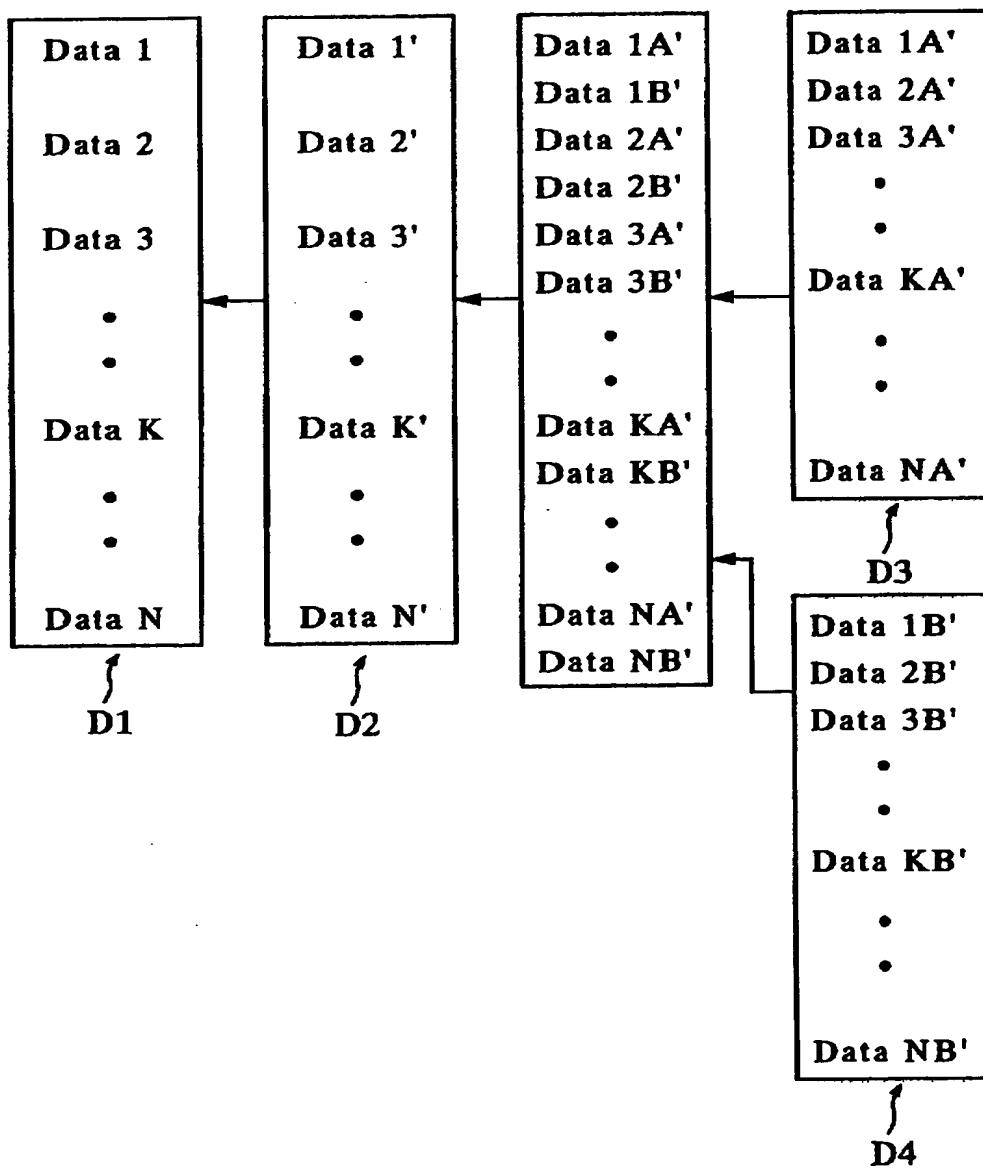 Data 1
Data 2
Data 3
Data K
Data N
D1
Data 1'
Data 2'
Data 3'
Data K'
Data N'
D2
Data 1A'
Data 1B'
Data 2A'
Data 2B'
Data 3A'
Data 3B'
Data KA'
Data KB'
Data NA'
Data NB'
Data 1A'
Data 2A'
Data 3A'
Data KA'
Data NA'
D3
Data 1B'
Data 2B'
Data 3B'
Data KB'
Data NB'
D4